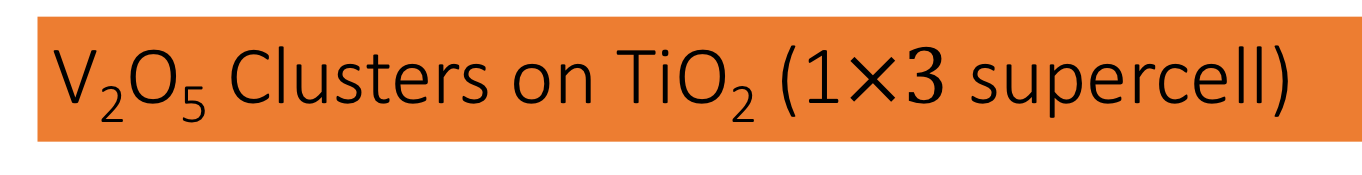 V₂O₅ Clusters on TiO₂ (1×3 supercell)